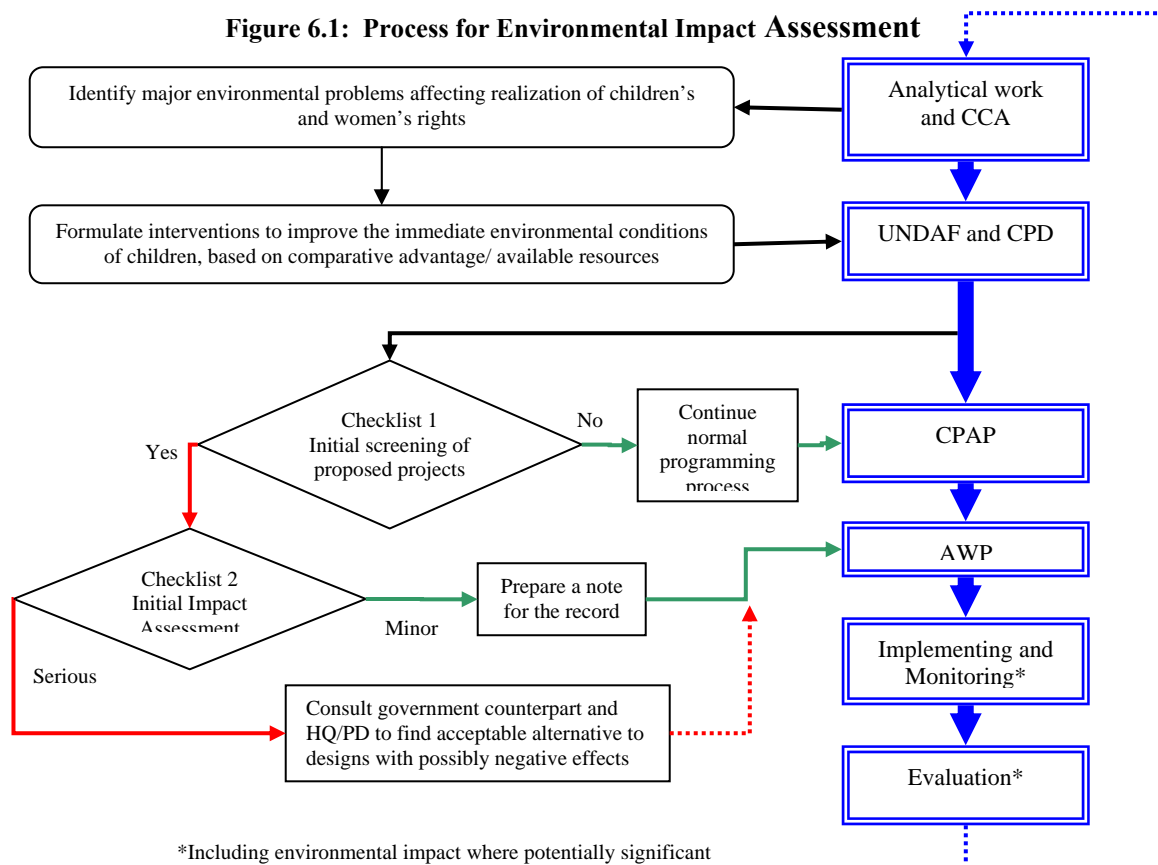 Figure 6.1: Process for Environmental Impact Assessment
Identify major environmental problems affecting realization of children's
and women's rights
Analytical work
and CCA
Formulate interventions to improve the immediate environmental conditions
of children, based on comparative advantage/ available resources
UNDAF and CPD
Checklist 1
Initial screening of
proposed projects
Yes
No
Continue
normal
programming
process
CPAP
Checklist 2
Initial Impact
Assessment
Minor
Serious
Prepare a note
for the record
AWP
Consult government counterpart and
HQ/PD to find acceptable alternative to
designs with possibly negative effects
Implementing and
Monitoring*
Evaluation*
*Including environmental impact where potentially significant